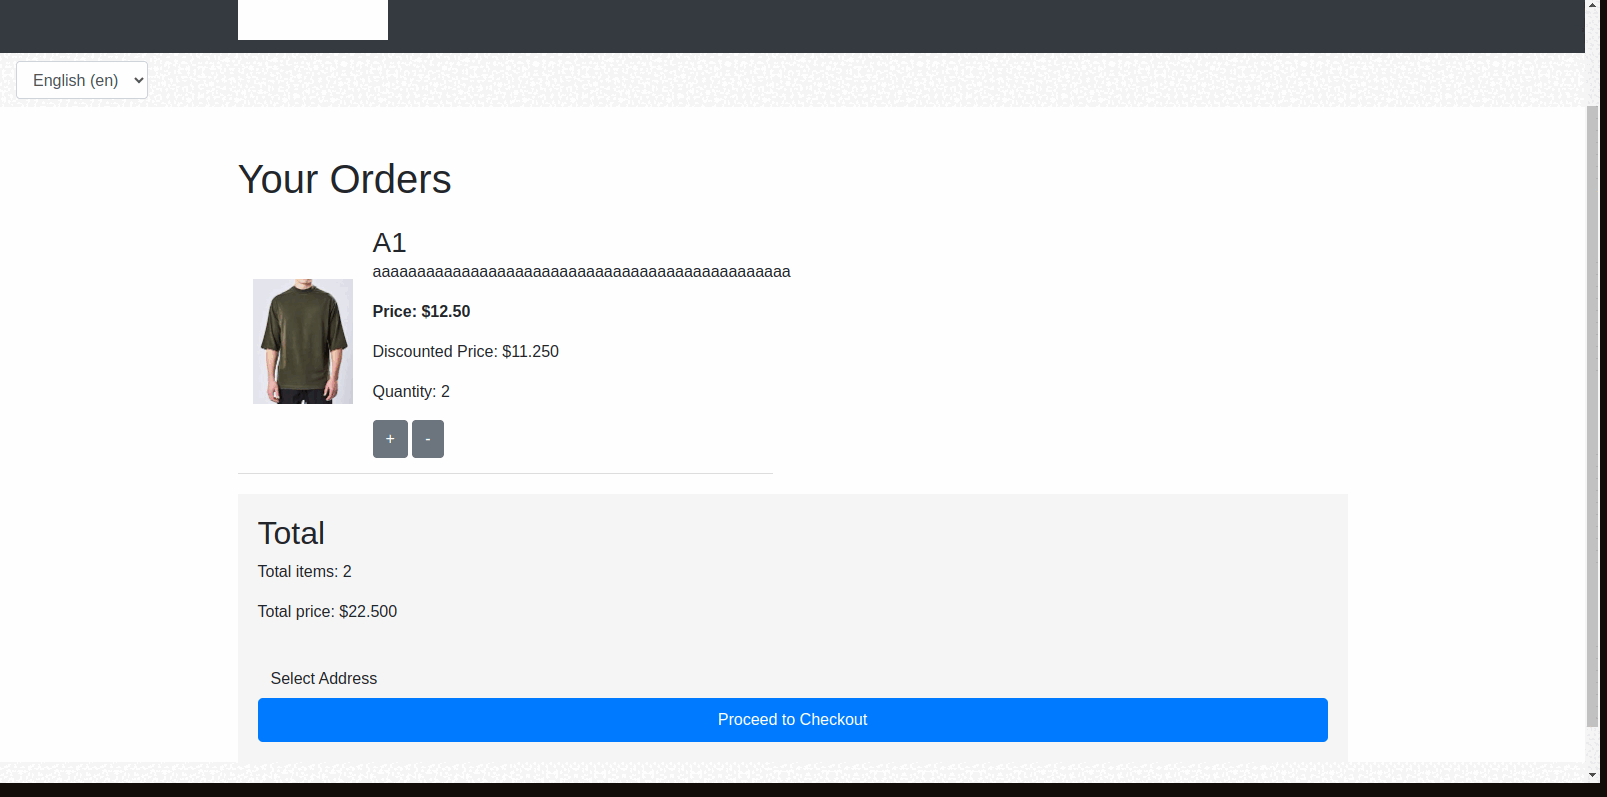 English (en)
Your Orders
A1
aaaaaaaaaaaaaaaaaaaaaaaaaaaaaaaaaaaaaaaaaaaaaaa
Price: $12.50
Discounted Price: $11.250
Quantity: 2
+ -
Total
Total items: 2
Total price: $22.500
Select Address
Proceed to Checkout